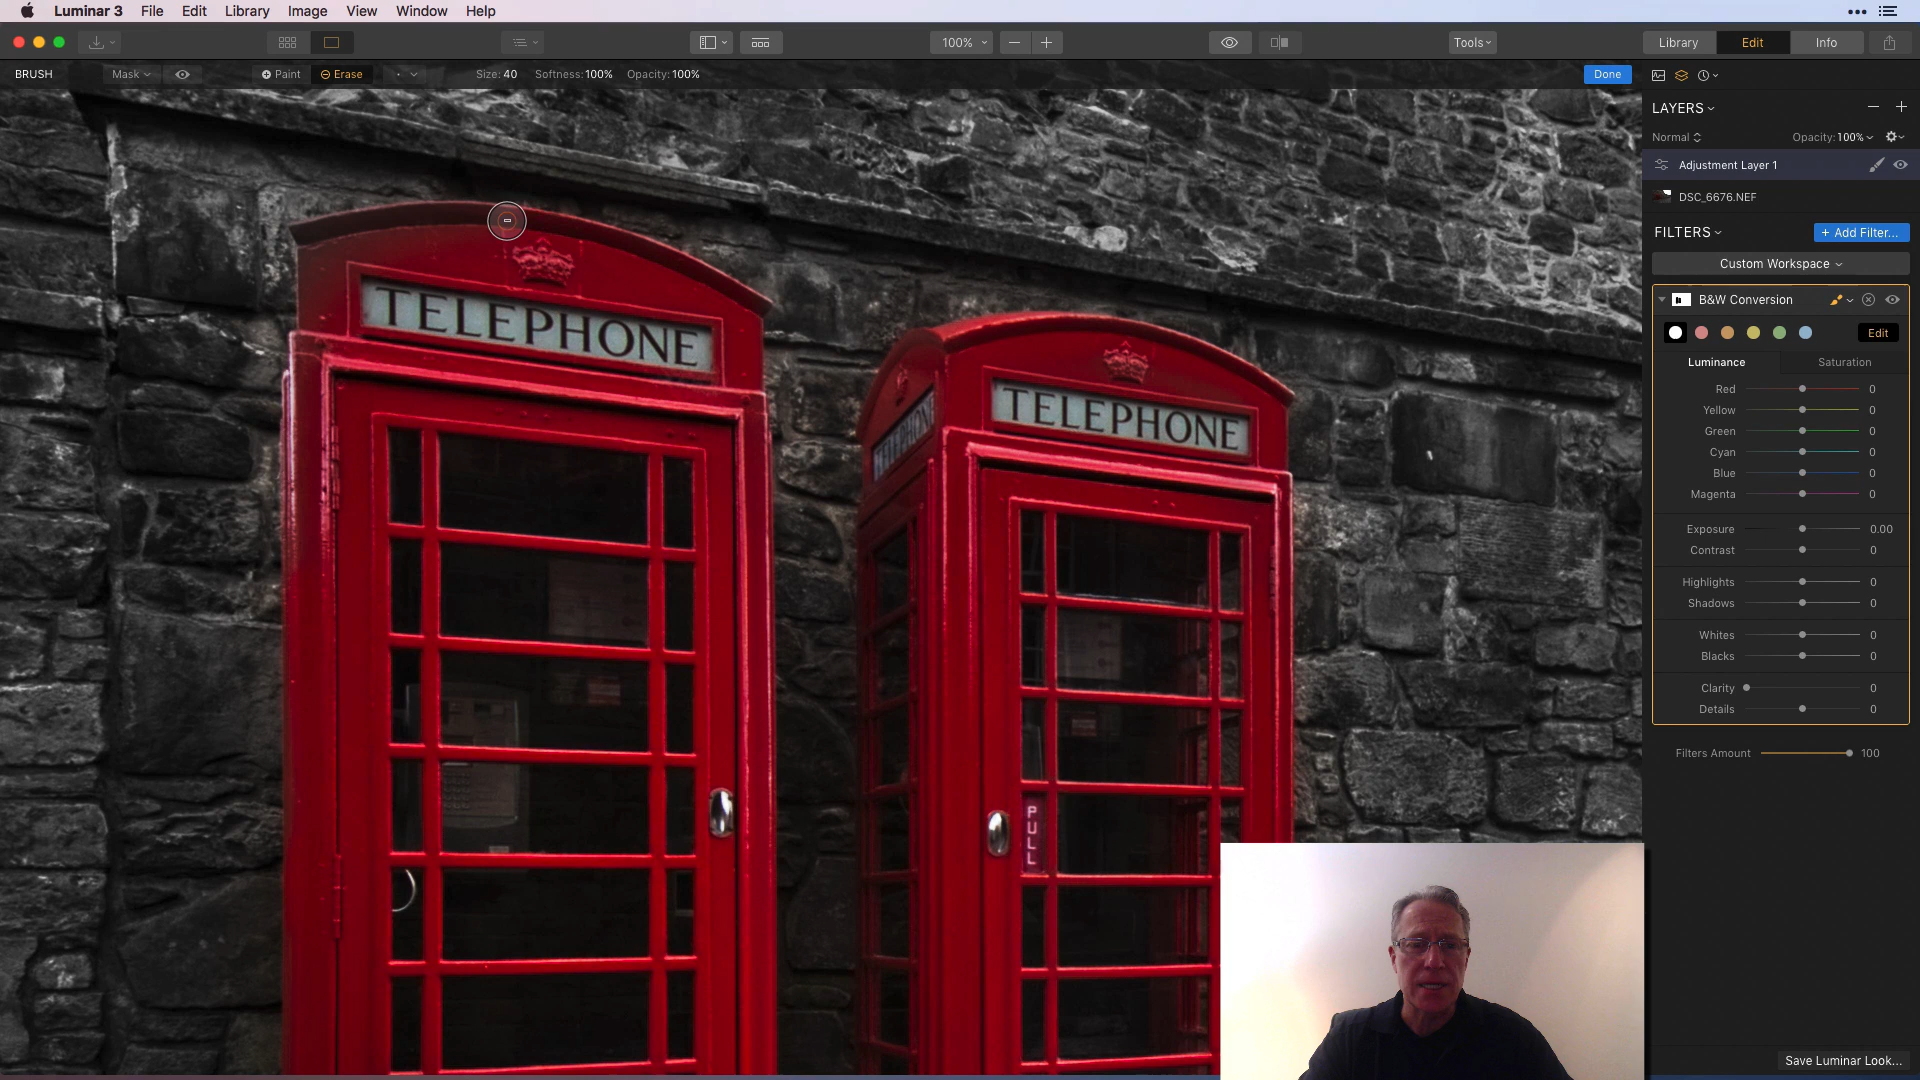 Luminar 3 File Edit Library Image View Window Help
100% Tools Library Edit Info
BRUSH Mask Paint Erase Size: 40 Softness: 100% Opacity: 100% Done
LAYERS
Normal Opacity: 100%
Adjustment Layer 1
DSC_6676.NEF
FILTERS + Add Filter...
Custom Workspace
B&W Conversion
Edit
Luminance Saturation
Red 0
Yellow 0
Green 0
Cyan 0
Blue 0
Magenta 0
Exposure 0.00
Contrast 0
Highlights 0
Shadows 0
Whites 0
Blacks 0
Clarity 0
Details 0
Filters Amount 100
Save Luminar Look...
TELEPHONE
TELEPHONE
TELEPHONE
PULL